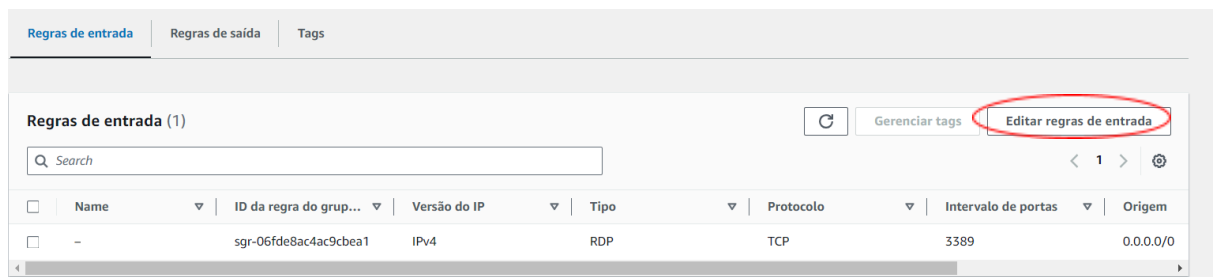 Regras de entrada Regras de saída Tags
Regras de entrada (1) Gerenciar tags Editar regras de entrada
Search 1
Name ID da regra do grup... Versão do IP Tipo Protocolo Intervalo de portas Origem
– sgr-06fde8ac4ac9cbea1 IPv4 RDP TCP 3389 0.0.0.0/0